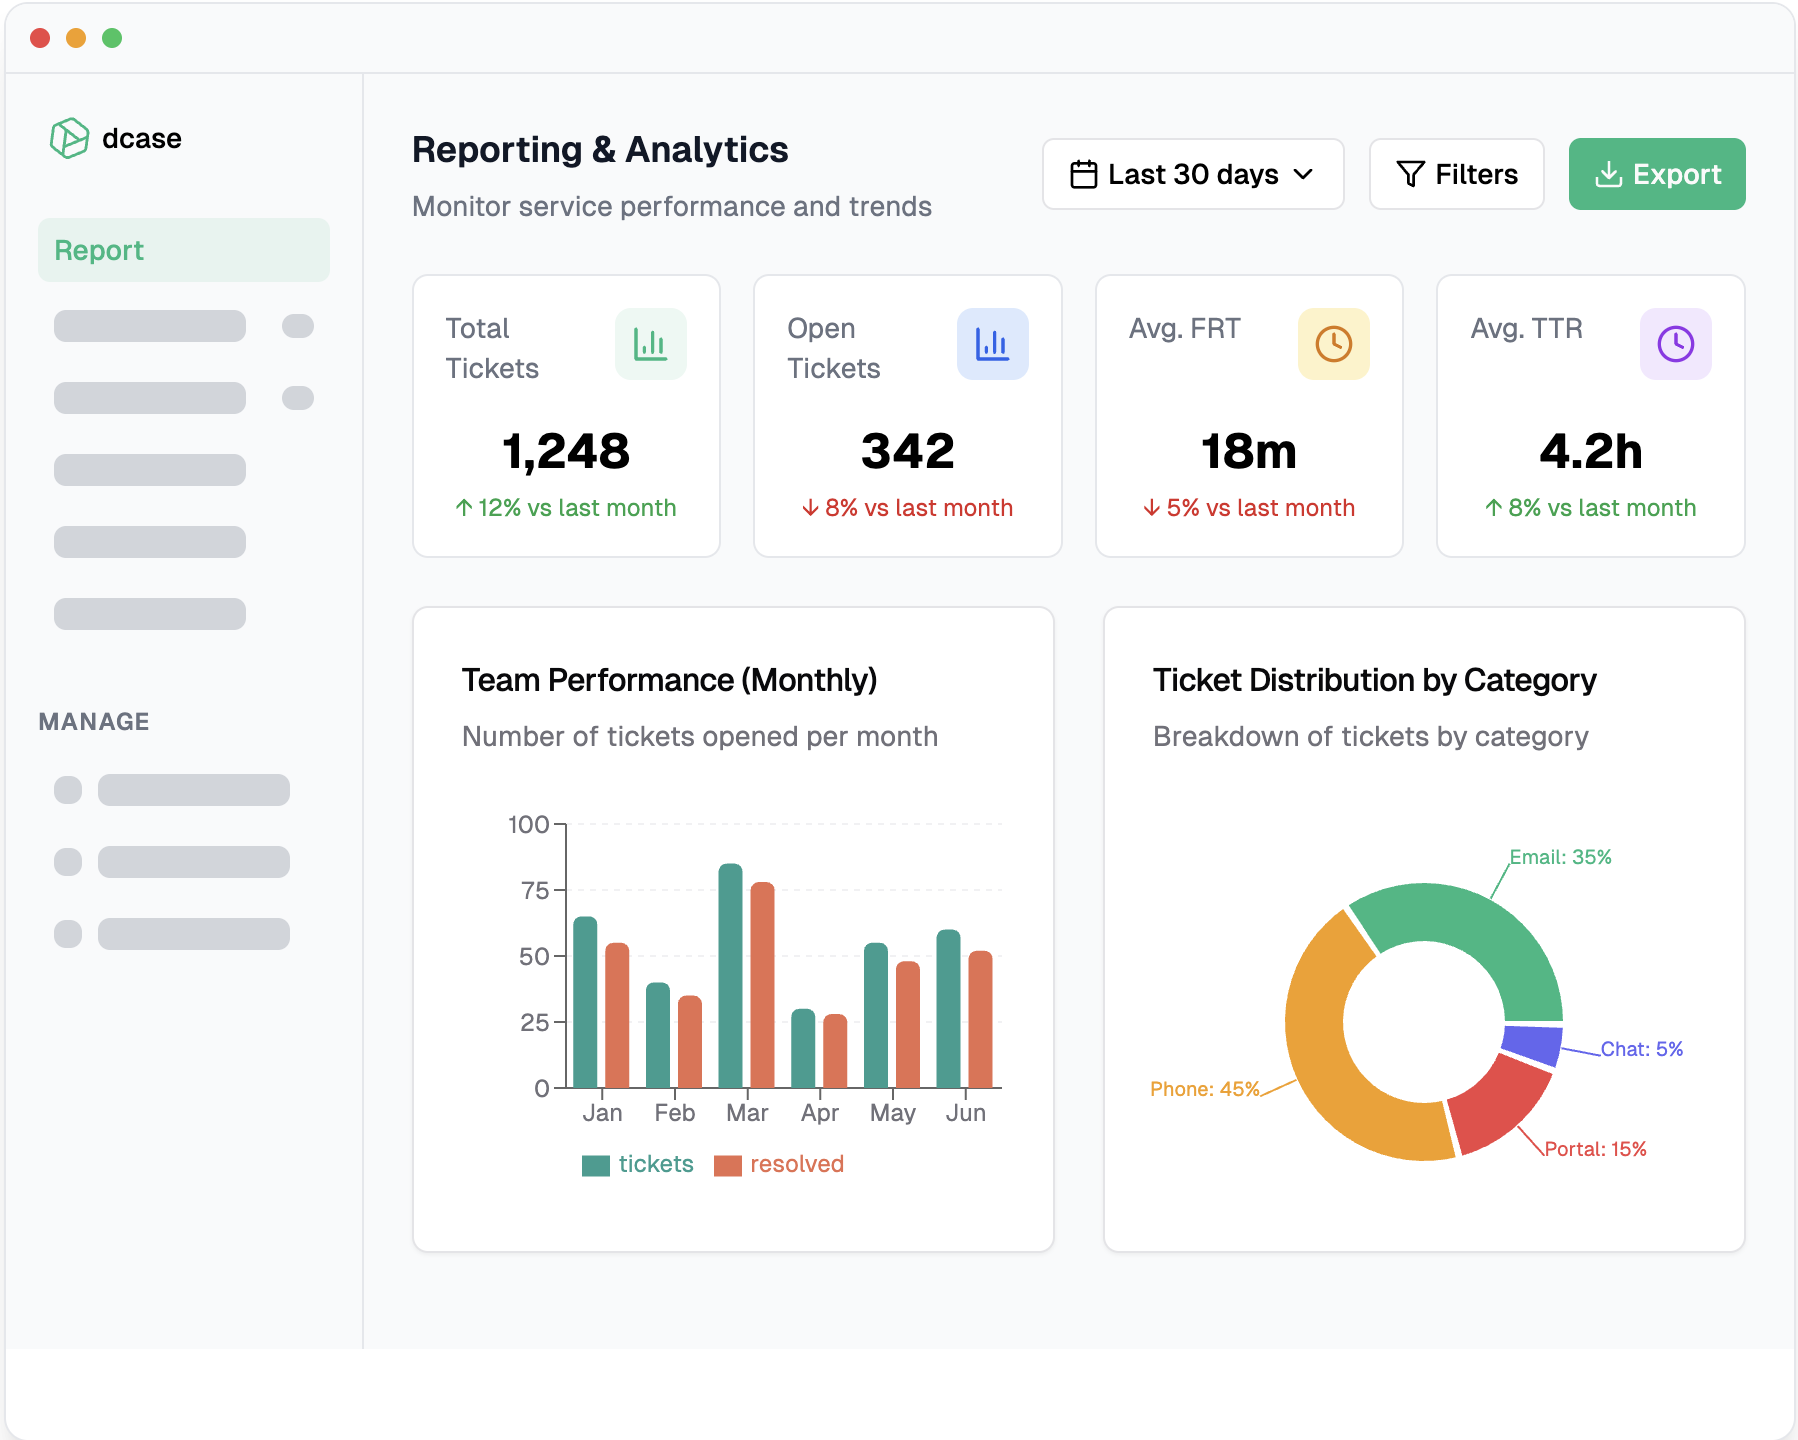 dcase
Report
MANAGE
Reporting & Analytics
Monitor service performance and trends
Last 30 days
Filters
Export
Total
Tickets
1,248
↑ 12% vs last month
Open
Tickets
342
↓ 8% vs last month
Avg. FRT
18m
↓ 5% vs last month
Avg. TTR
4.2h
↑ 8% vs last month
Team Performance (Monthly)
Number of tickets opened per month
100
75
50
25
0
Jan Feb Mar Apr May Jun
tickets resolved
Ticket Distribution by Category
Breakdown of tickets by category
Email: 35%
Chat: 5%
Phone: 45%
Portal: 15%